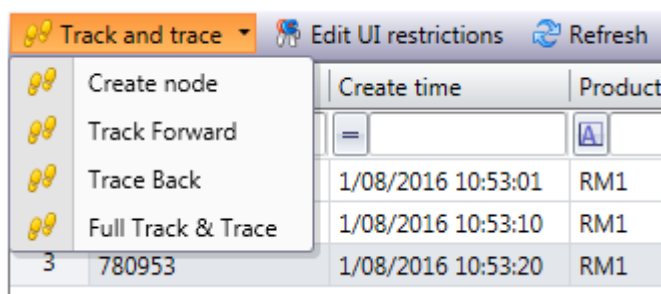 Track and trace Edit UI restrictions Refresh
Create node
Track Forward
Trace Back
Full Track & Trace
Create time Product
= A
1/08/2016 10:53:01 RM1
1/08/2016 10:53:10 RM1
3 780953 1/08/2016 10:53:20 RM1